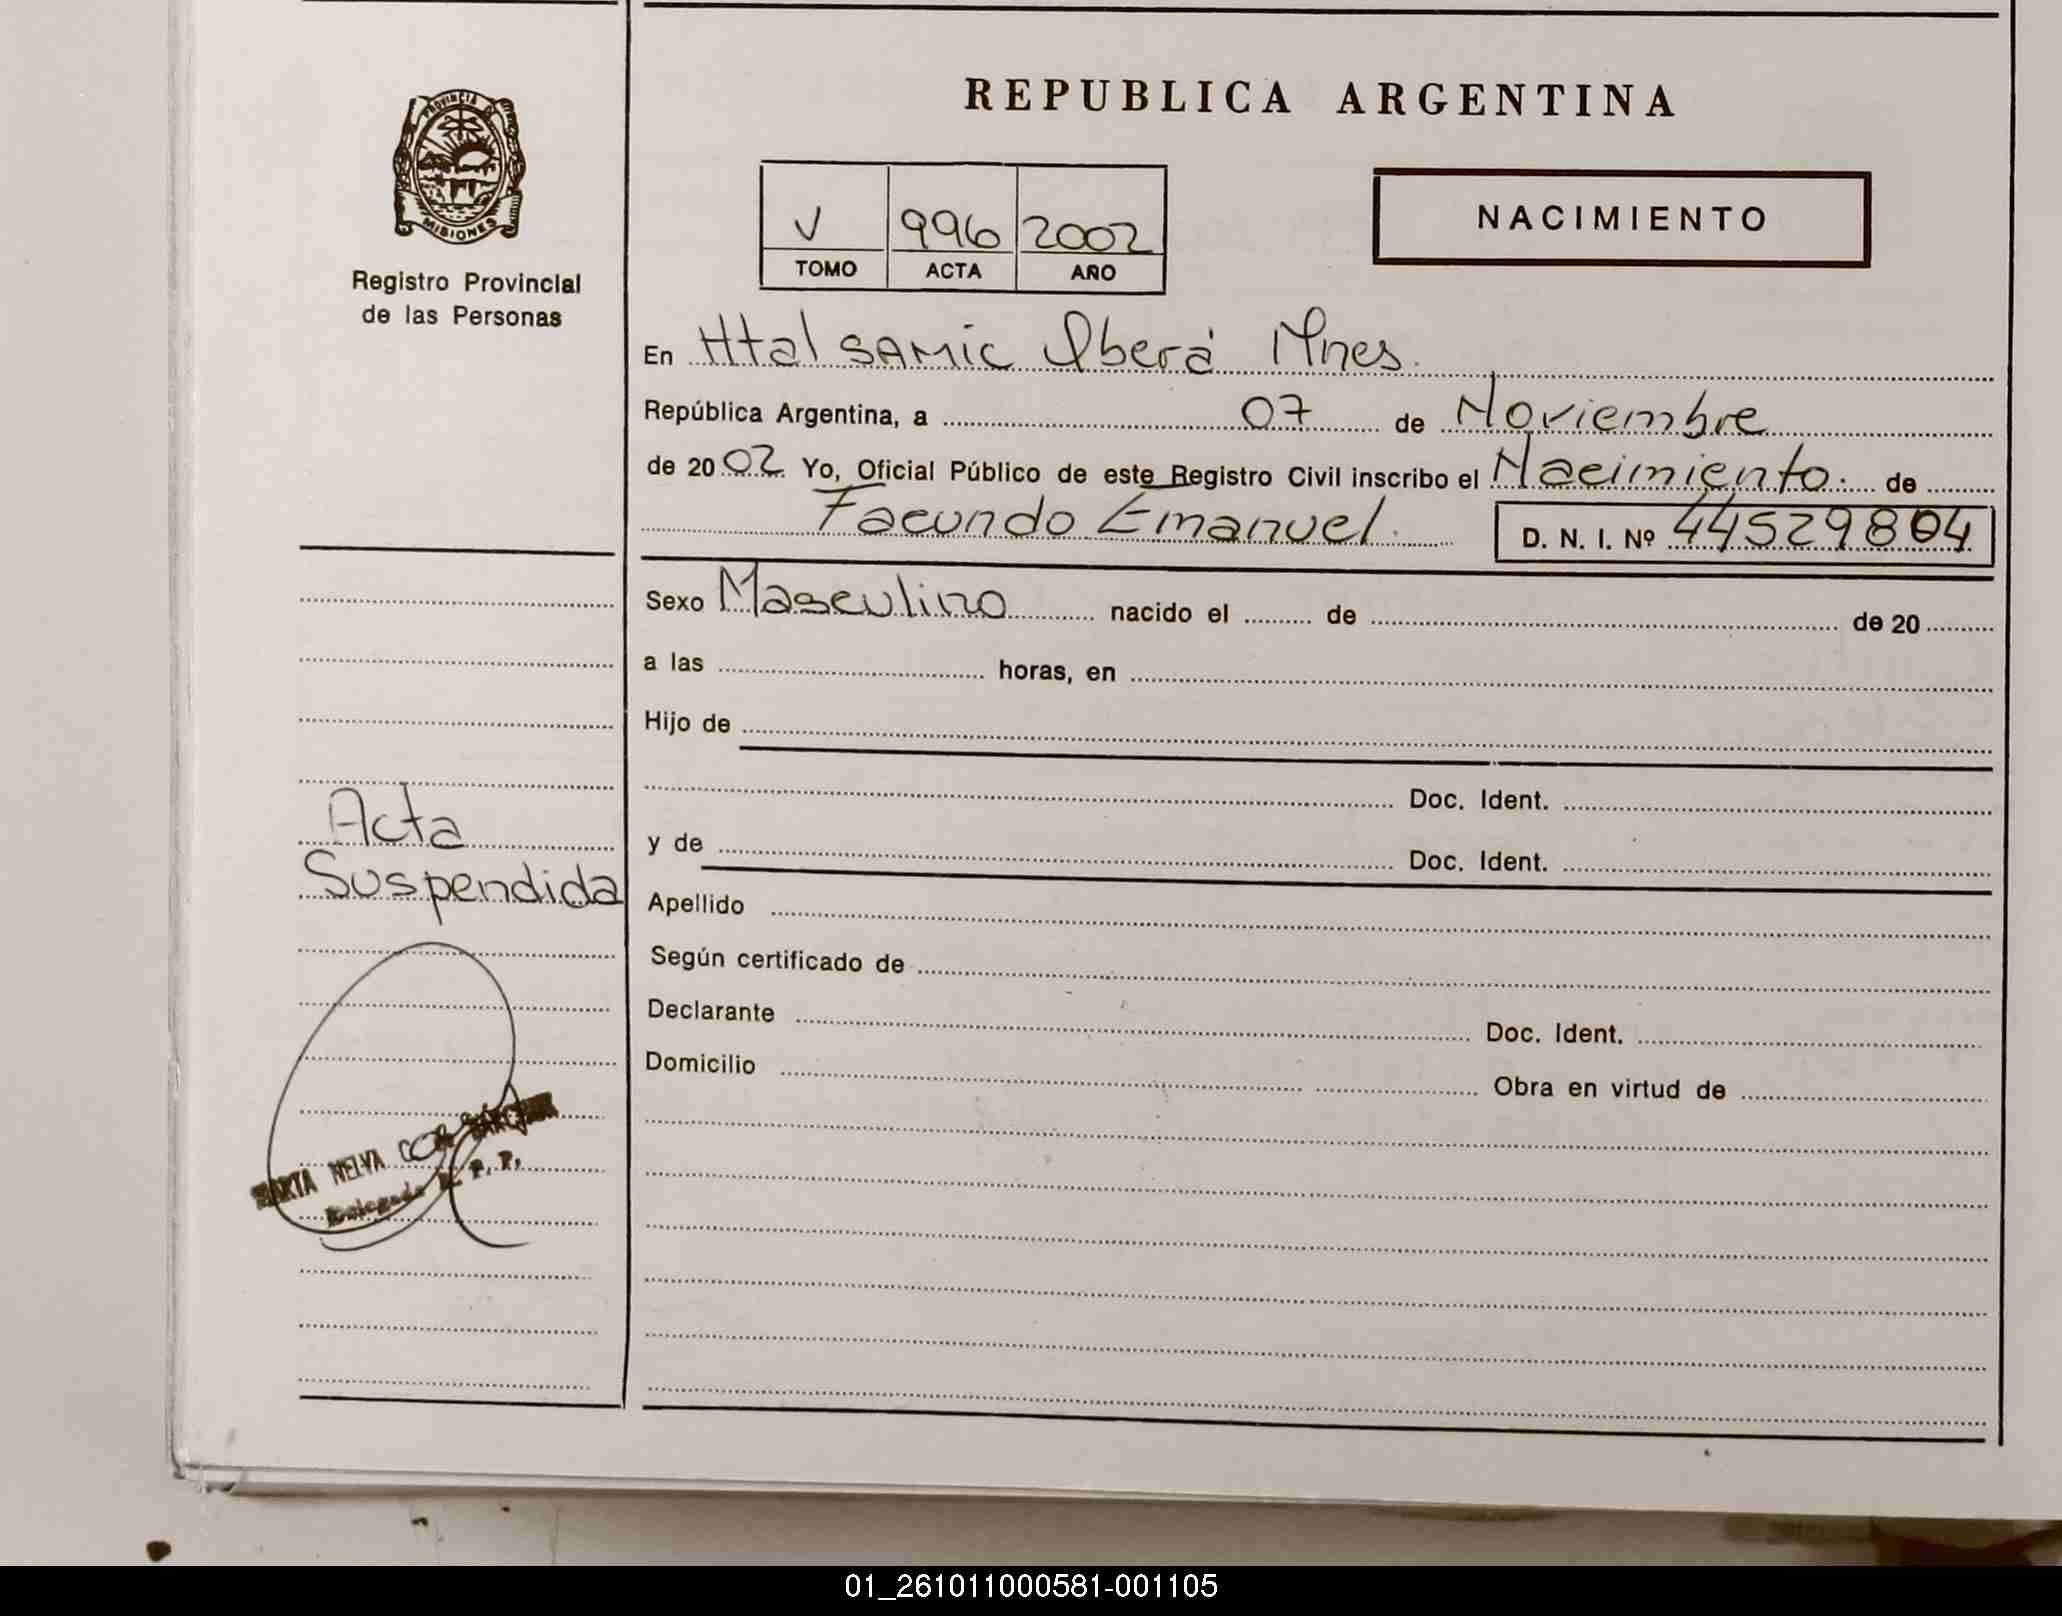 REPUBLICA ARGENTINA
PROVINCIA DE
MISIONES
Registro Provincial
de las Personas
V 996 2002
TOMO ACTA AÑO
NACIMIENTO
En Htal SAMIC Oberá Mnes.
República Argentina, a 07 de Noviembre
de 2002 Yo, Oficial Público de este Registro Civil inscribo el Nacimiento. de
Facundo Emanuel. D. N. I. Nº 44529804
Sexo Masculino nacido el de de 20
a las horas, en
Hijo de
Doc. Ident.
y de Doc. Ident.
Apellido
Según certificado de
Declarante Doc. Ident.
Domicilio Obra en virtud de
Acta
Suspendida
MARTA NELVA
Delegada R. P. P.
01_261011000581-001105